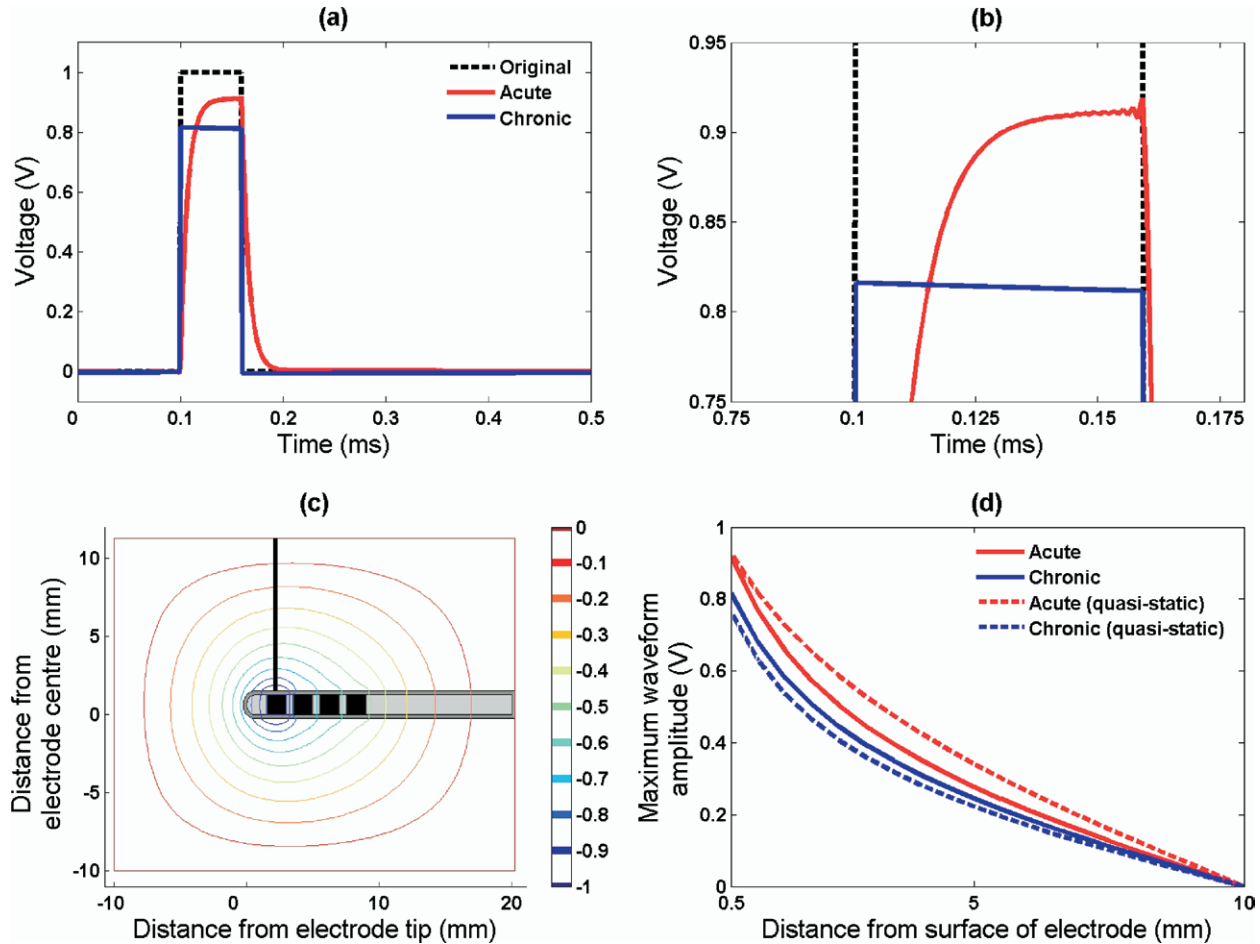 (a)
Voltage (V)
1
0.8
0.6
0.4
0.2
0
0
0.1
0.2
0.3
0.4
0.5
Time (ms)
Original
Acute
Chronic
(b)
Voltage (V)
0.95
0.9
0.85
0.8
0.75
0.75
0.1
0.125
0.15
0.175
Time (ms)
(c)
Distance from
electrode centre (mm)
10
5
0
-5
-10
-10
0
10
20
Distance from electrode tip (mm)
0
-0.1
-0.2
-0.3
-0.4
-0.5
-0.6
-0.7
-0.8
-0.9
-1
(d)
Maximum waveform
amplitude (V)
1
0.8
0.6
0.4
0.2
0
0.5
5
10
Distance from surface of electrode (mm)
Acute
Chronic
Acute (quasi-static)
Chronic (quasi-static)